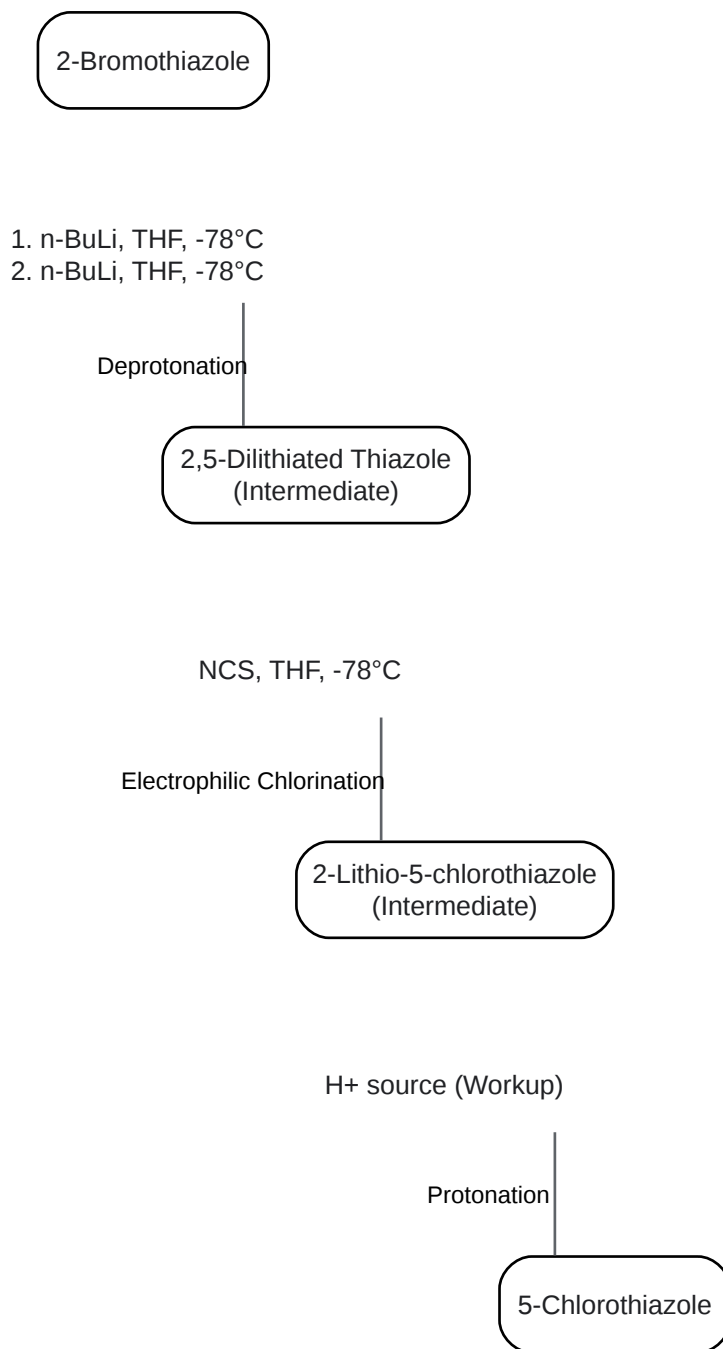 2-Bromothiazole
1. n-BuLi, THF, -78°C
2. n-BuLi, THF, -78°C
Deprotonation
2,5-Dilithiated Thiazole
(Intermediate)
NCS, THF, -78°C
Electrophilic Chlorination
2-Lithio-5-chlorothiazole
(Intermediate)
H+ source (Workup)
Protonation
5-Chlorothiazole